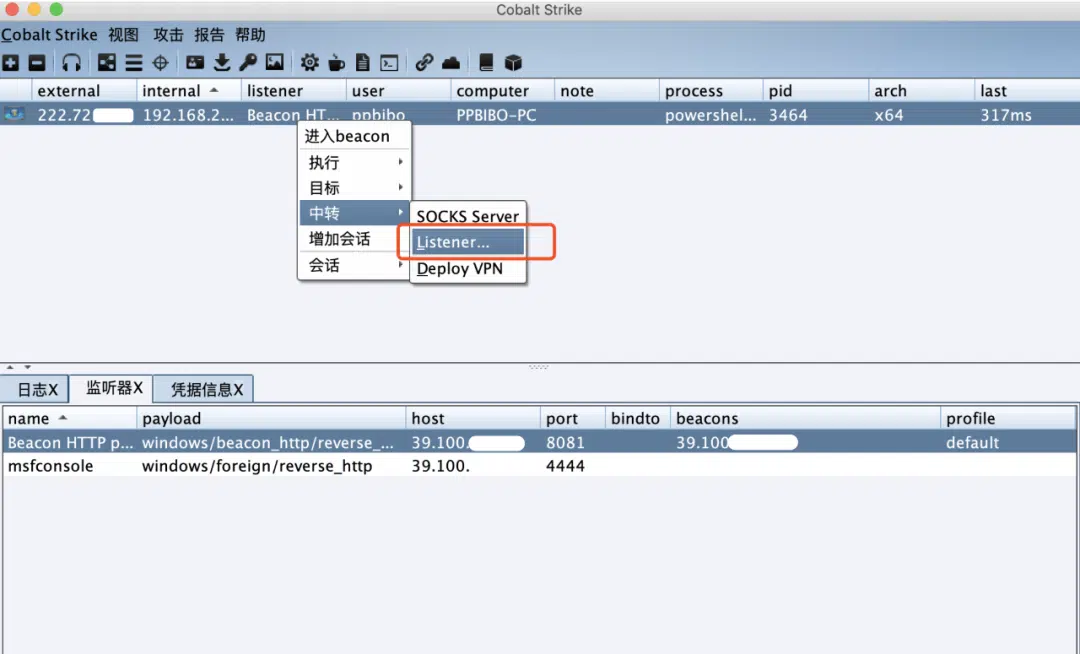 Cobalt Strike
Cobalt Strike 视图 攻击 报告 帮助
external internal listener user computer note process pid arch last
222.72 192.168.2... Beacon HT... ppbibo PPBIBO-PC powershel... 3464 x64 317ms
进入beacon
执行
目标
中转
SOCKS Server
增加会话
Listener...
会话
Deploy VPN
日志X 监听器X 凭据信息X
name payload host port bindto beacons profile
Beacon HTTP p... windows/beacon_http/reverse_... 39.100. 8081 39.100 default
msfconsole windows/foreign/reverse_http 39.100. 4444